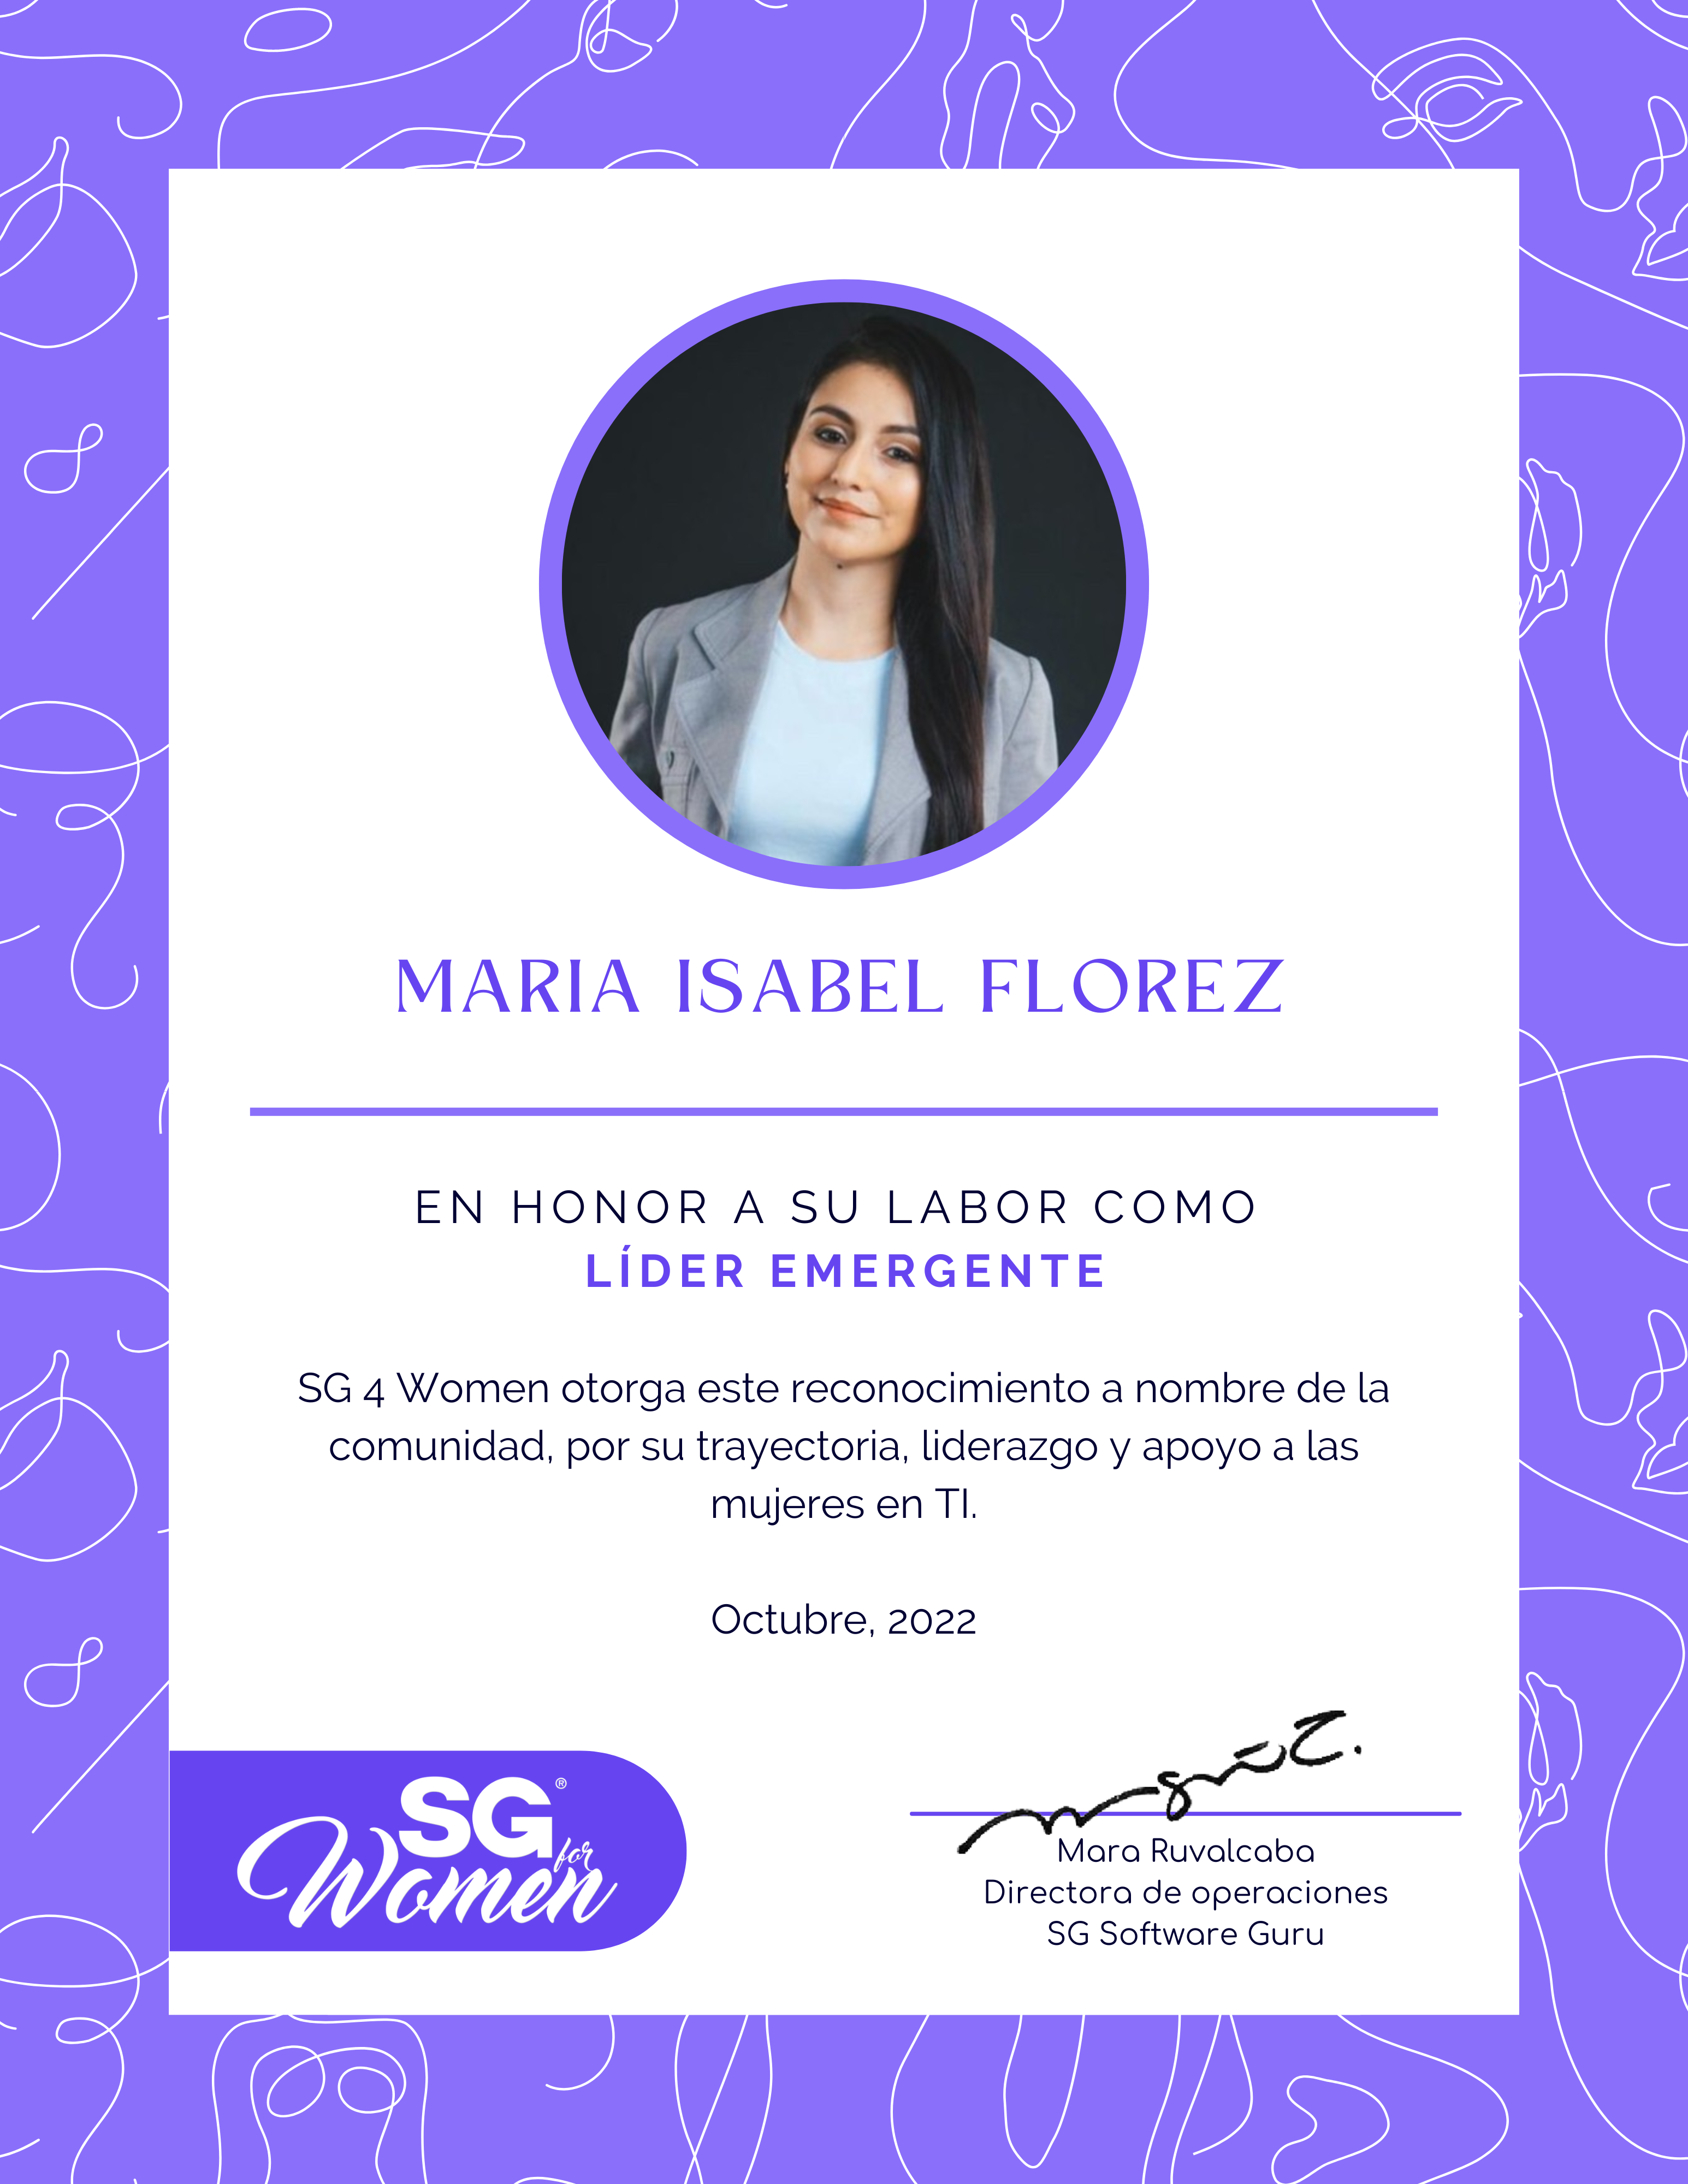 MARIA ISABEL FLOREZ
EN HONOR A SU LABOR COMO
LÍDER EMERGENTE
SG 4 Women otorga este reconocimiento a nombre de la
comunidad, por su trayectoria, liderazgo y apoyo a las
mujeres en TI.
Octubre, 2022
SG®
for
Women
Mara Ruvalcaba
Directora de operaciones
SG Software Guru